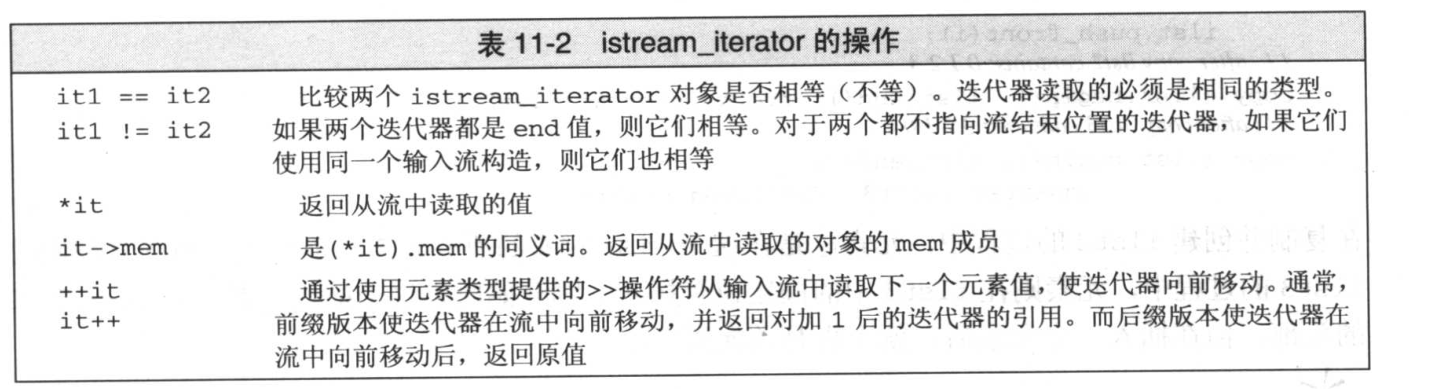 表 11-2 istream_iterator 的操作
it1 == it2 比较两个 istream_iterator 对象是否相等（不等）。迭代器读取的必须是相同的类型。
it1 != it2 如果两个迭代器都是 end 值，则它们相等。对于两个都不指向流结束位置的迭代器，如果它们
使用同一个输入流构造，则它们也相等
*it 返回从流中读取的值
it->mem 是(*it).mem 的同义词。返回从流中读取的对象的 mem 成员
++it 通过使用元素类型提供的>>操作符从输入流中读取下一个元素值，使迭代器向前移动。通常，
it++ 前缀版本使迭代器在流中向前移动，并返回对加 1 后的迭代器的引用。而后缀版本使迭代器在
流中向前移动后，返回原值